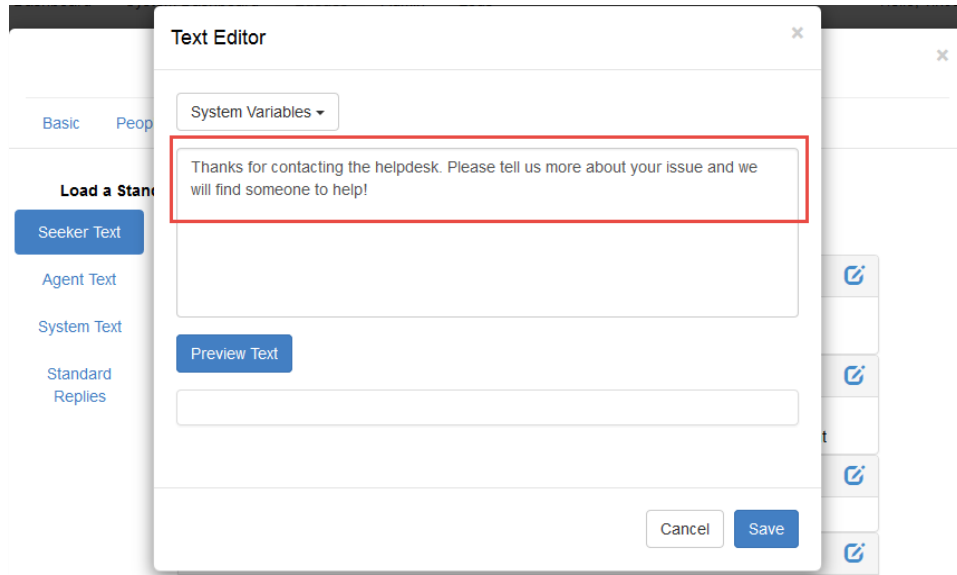 Text Editor
×
×
System Variables
Basic
Peop
Thanks for contacting the helpdesk. Please tell us more about your issue and we
will find someone to help!
Load a Stan
Seeker Text
Agent Text
System Text
Preview Text
Standard
Replies
t
Cancel
Save